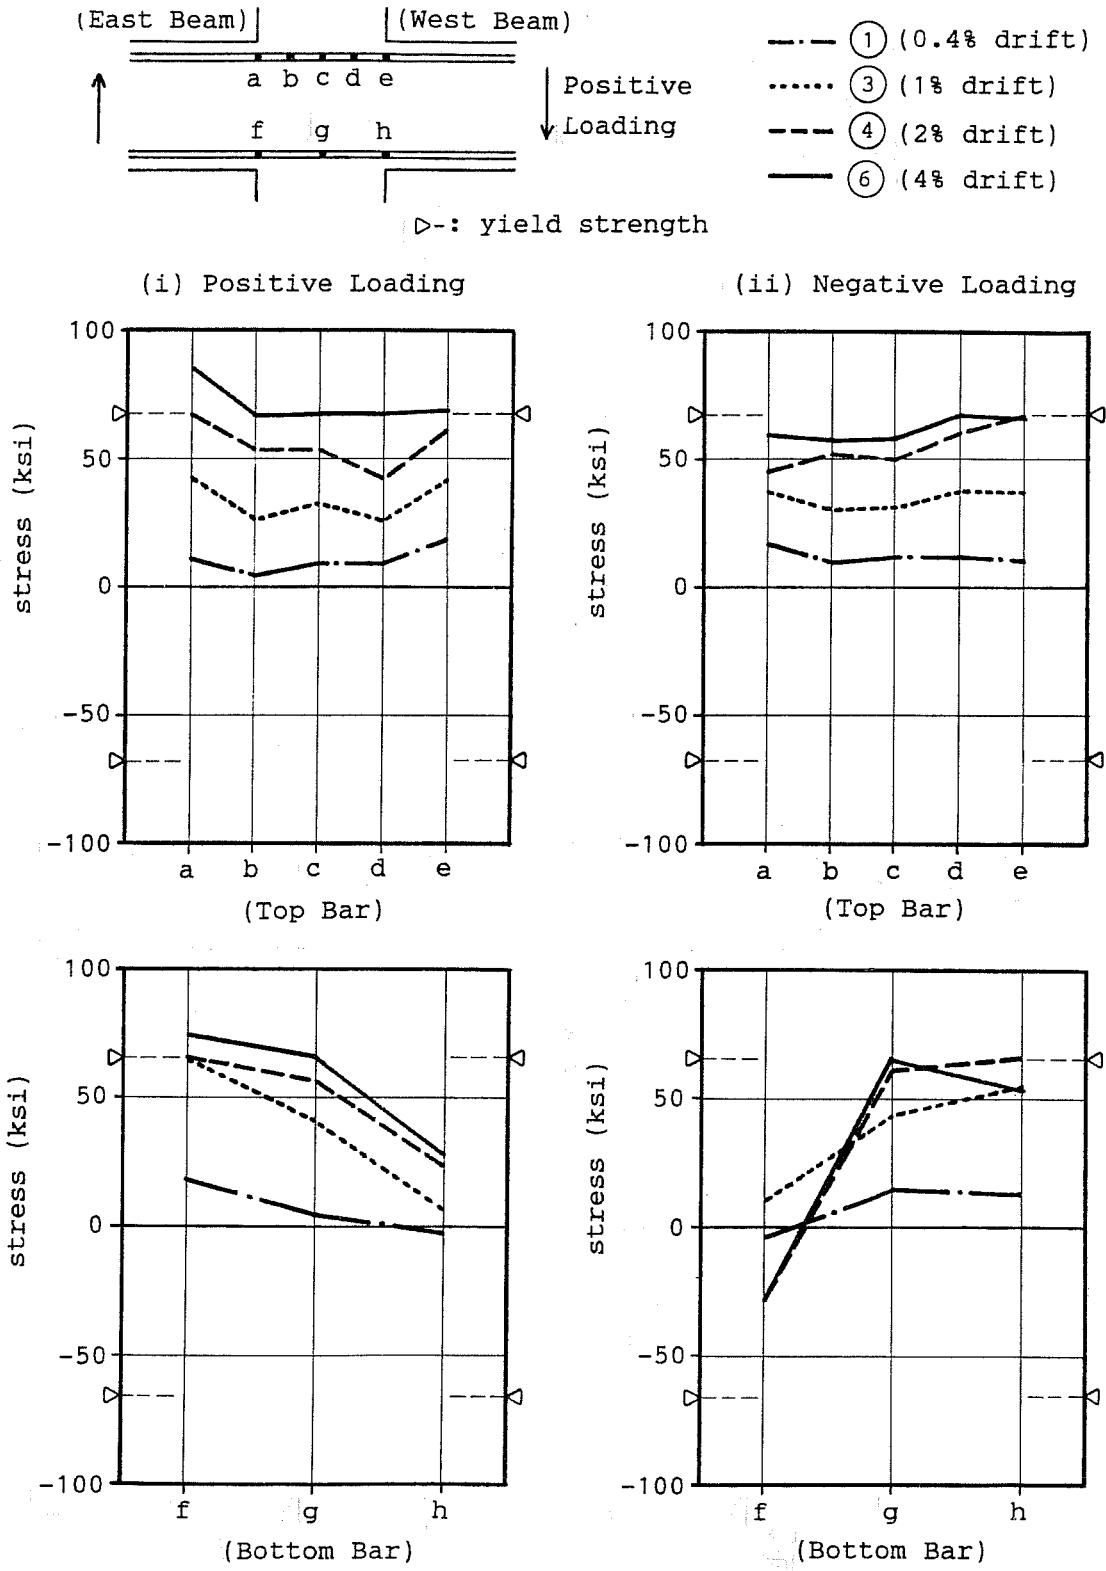 (East Beam)
(West Beam)
a b c d e
f g h
Positive
Loading
① (0.4% drift)
③ (1% drift)
④ (2% drift)
⑥ (4% drift)
▷-: yield strength
(i) Positive Loading
100
50
0
-50
-100
stress (ksi)
a b c d e
(Top Bar)
(ii) Negative Loading
100
50
0
-50
-100
stress (ksi)
a b c d e
(Top Bar)
100
50
0
-50
-100
stress (ksi)
f g h
(Bottom Bar)
100
50
0
-50
-100
stress (ksi)
f g h
(Bottom Bar)